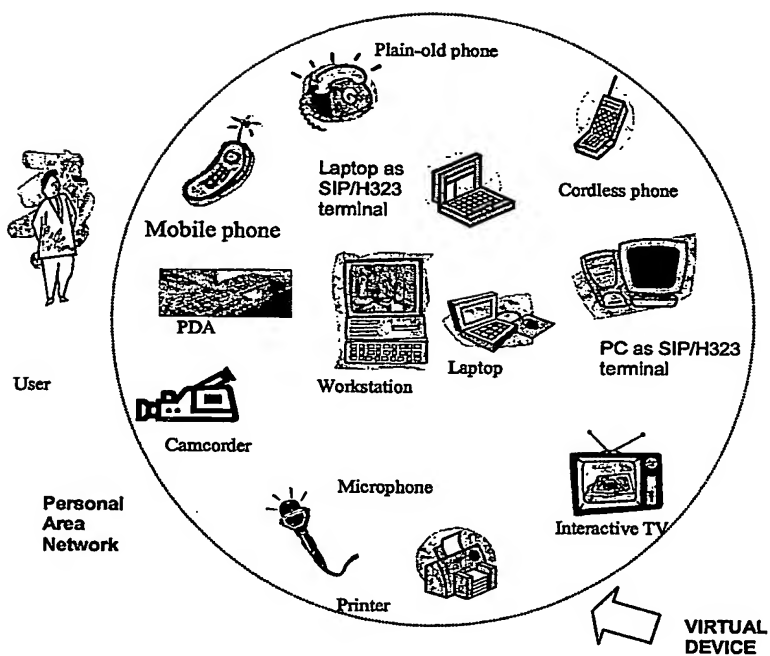 Plain-old phone
Laptop as
SIP/H323
terminal
Cordless phone
Mobile phone
PDA
User
Workstation
Laptop
PC as SIP/H323
terminal
Camcorder
Personal
Area
Network
Microphone
Interactive TV
Printer
VIRTUAL
DEVICE